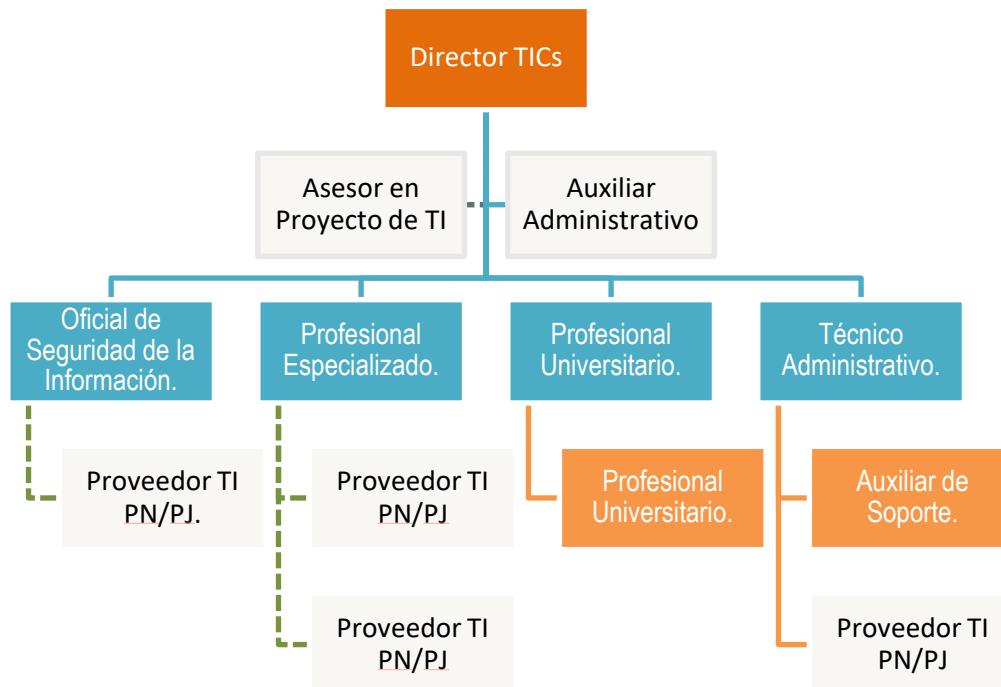 Director TICs
Asesor en
Proyecto de TI
Auxiliar
Administrativo
Oficial de
Seguridad de la
Información.
Profesional
Especializado.
Profesional
Universitario.
Técnico
Administrativo.
Proveedor TI
PN/PJ.
Proveedor TI
PN/PJ
Profesional
Universitario.
Auxiliar de
Soporte.
Proveedor TI
PN/PJ
Proveedor TI
PN/PJ